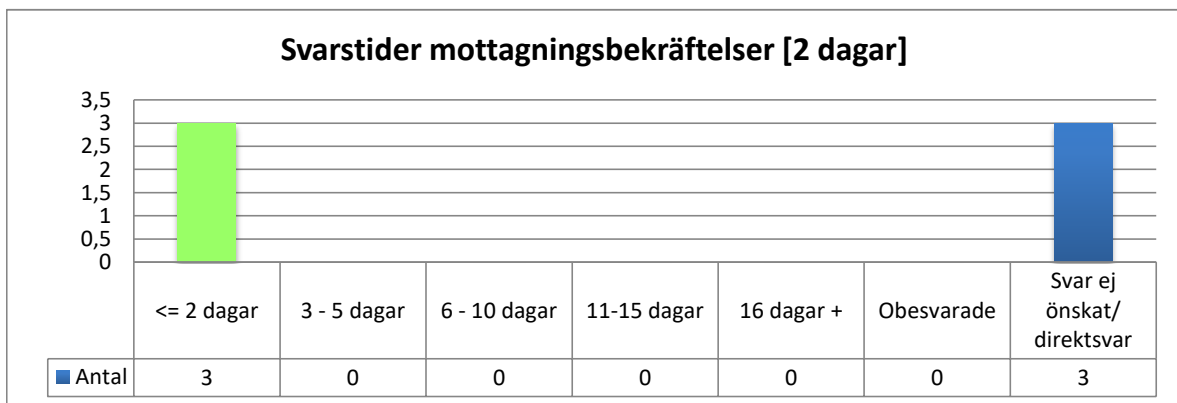 Svarstider mottagningsbekräftelser [2 dagar]
3,5
3
2,5
2
1,5
1
0,5
0
<= 2 dagar 3 - 5 dagar 6 - 10 dagar 11-15 dagar 16 dagar + Obesvarade Svar ej
önskat/
direktsvar
Antal 3 0 0 0 0 0 3